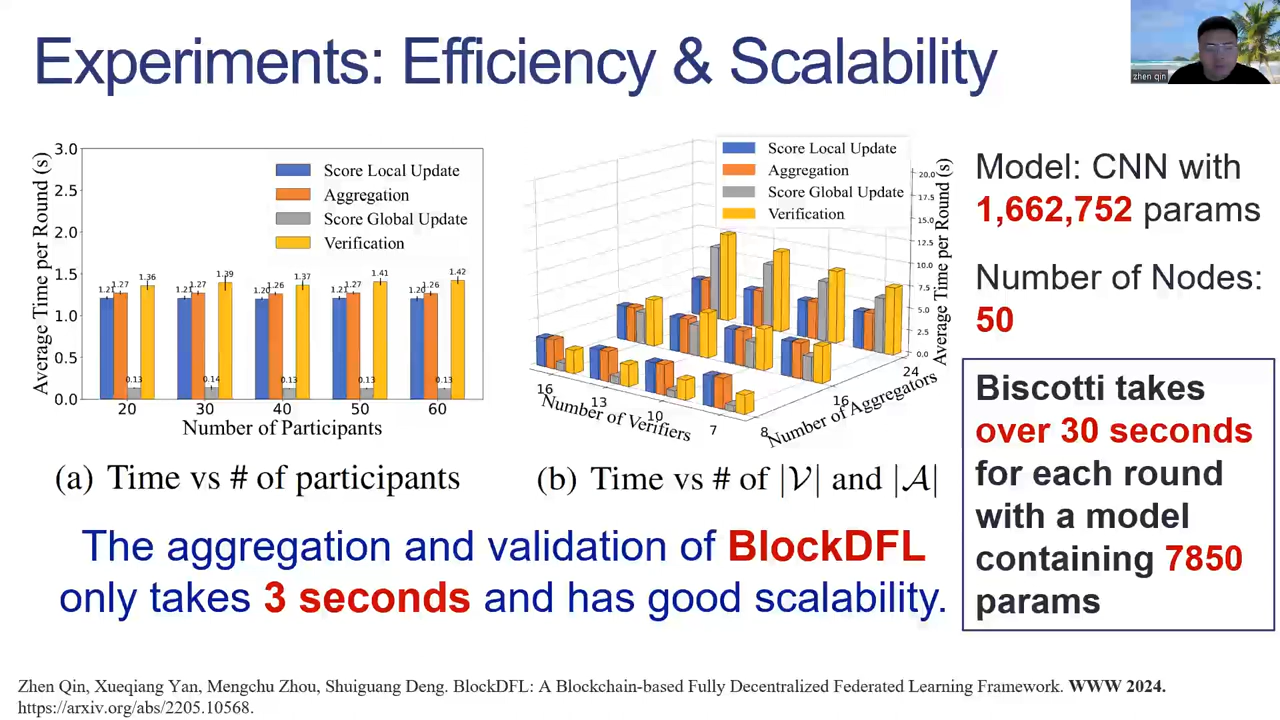 Experiments: Efficiency & Scalability
zhen qin
Average Time per Round (s)
3.0
2.5
2.0
1.5
1.0
0.5
0.0
Score Local Update
Aggregation
Score Global Update
Verification
1.21 1.27 0.13 1.36
1.21 1.27 0.14 1.39
1.20 1.26 0.13 1.37
1.21 1.27 0.13 1.41
1.20 1.26 0.13 1.42
20 30 40 50 60
Number of Participants
(a) Time vs # of participants
Score Local Update
Aggregation
Score Global Update
Verification
Average Time per Round (s)
20.0
17.5
15.0
12.5
10.0
7.5
5.0
2.5
0.0
16 13 10 7
Number of Verifiers
8 16 24
Number of Aggregators
(b) Time vs # of |𝒱| and |𝒜|
Model: CNN with
1,662,752 params
Number of Nodes:
50
Biscotti takes
over 30 seconds
for each round
with a model
containing 7850
params
The aggregation and validation of BlockDFL
only takes 3 seconds and has good scalability.
Zhen Qin, Xueqiang Yan, Mengchu Zhou, Shuiguang Deng. BlockDFL: A Blockchain-based Fully Decentralized Federated Learning Framework. WWW 2024.
https://arxiv.org/abs/2205.10568.